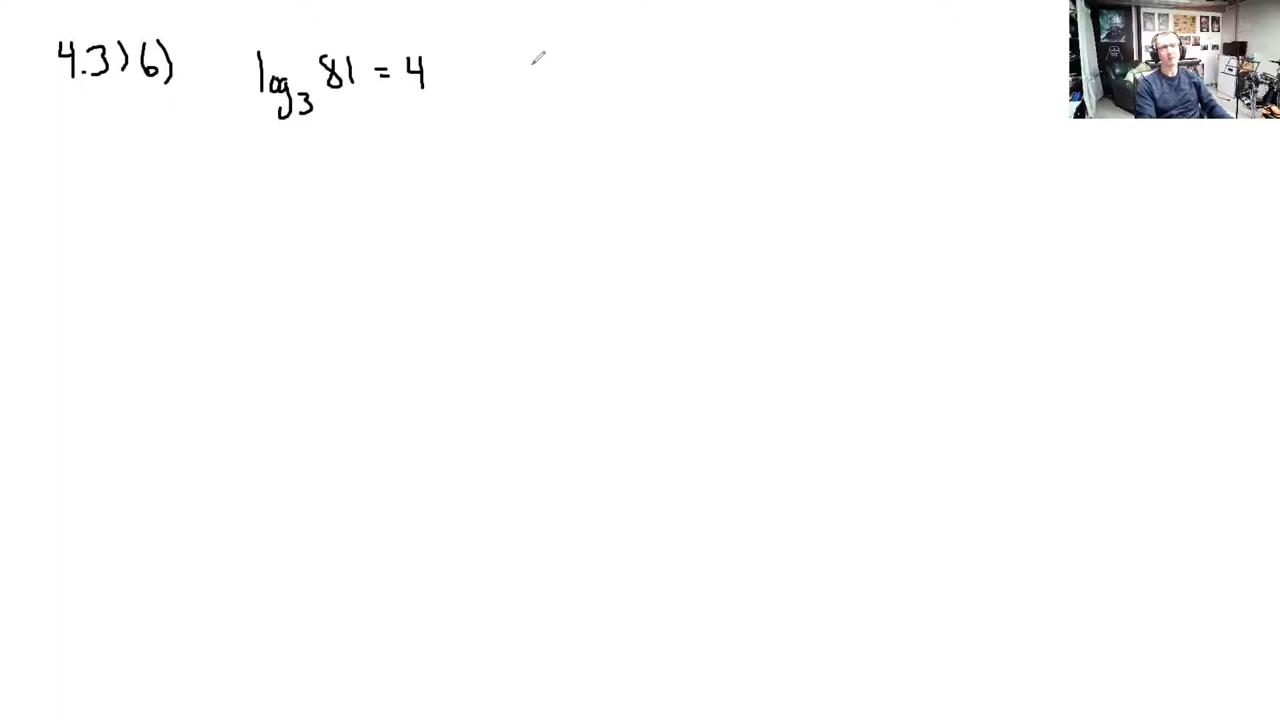 4.3) 6) log₃ 81 = 4